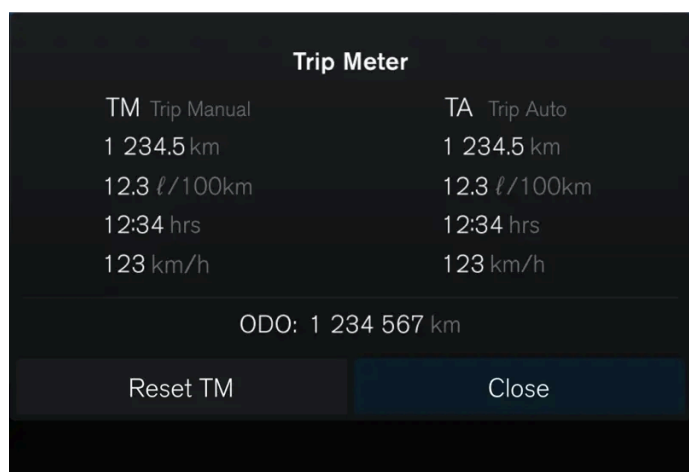 Trip Meter
TM Trip Manual TA Trip Auto
1 234.5 km 1 234.5 km
12.3 ℓ/100km 12.3 ℓ/100km
12:34 hrs 12:34 hrs
123 km/h 123 km/h
ODO: 1 234 567 km
Reset TM Close